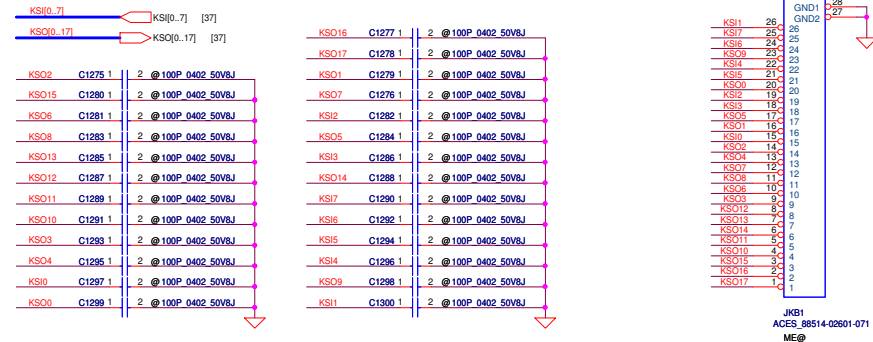 KSI[0..7] KSI[0..7] [37]
KSO[0..17] KSO[0..17] [37]
KSO2 C1275 1 2 @100P_0402_50V8J
KSO15 C1280 1 2 @100P_0402_50V8J
KSO6 C1281 1 2 @100P_0402_50V8J
KSO8 C1283 1 2 @100P_0402_50V8J
KSO13 C1285 1 2 @100P_0402_50V8J
KSO12 C1287 1 2 @100P_0402_50V8J
KSO11 C1289 1 2 @100P_0402_50V8J
KSO10 C1291 1 2 @100P_0402_50V8J
KSO3 C1293 1 2 @100P_0402_50V8J
KSO4 C1295 1 2 @100P_0402_50V8J
KSI0 C1297 1 2 @100P_0402_50V8J
KSO0 C1299 1 2 @100P_0402_50V8J
KSO16 C1277 1 2 @100P_0402_50V8J
KSO17 C1278 1 2 @100P_0402_50V8J
KSO1 C1279 1 2 @100P_0402_50V8J
KSO7 C1276 1 2 @100P_0402_50V8J
KSI2 C1282 1 2 @100P_0402_50V8J
KSO5 C1284 1 2 @100P_0402_50V8J
KSI3 C1286 1 2 @100P_0402_50V8J
KSO14 C1288 1 2 @100P_0402_50V8J
KSI7 C1290 1 2 @100P_0402_50V8J
KSI6 C1292 1 2 @100P_0402_50V8J
KSI5 C1294 1 2 @100P_0402_50V8J
KSI4 C1296 1 2 @100P_0402_50V8J
KSO9 C1298 1 2 @100P_0402_50V8J
KSI1 C1300 1 2 @100P_0402_50V8J
GND1 28
GND2 27
KSI1 26 26
KSI7 25 25
KSI6 24 24
KSO9 23 23
KSI4 22 22
KSI5 21 21
KSO0 20 20
KSI2 19 19
KSI3 18 18
KSO5 17 17
KSO1 16 16
KSI0 15 15
KSO2 14 14
KSO4 13 13
KSO7 12 12
KSO8 11 11
KSO6 10 10
KSO3 9 9
KSO12 8 8
KSO13 7 7
KSO14 6 6
KSO11 5 5
KSO10 4 4
KSO15 3 3
KSO16 2 2
KSO17 1 1
JKB1
ACES_88514-02601-071
ME@